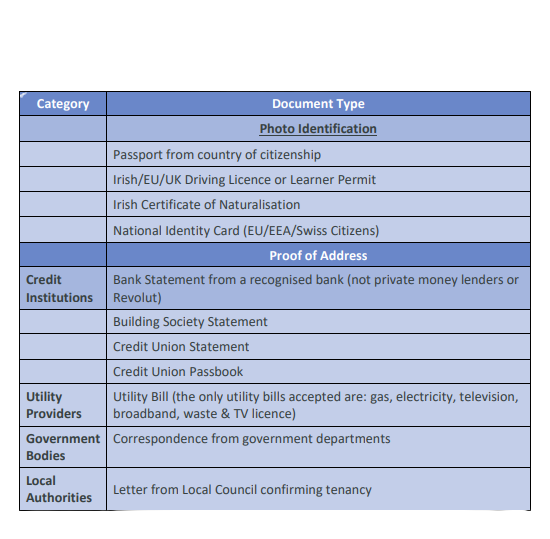 Category Document Type
Photo Identification
Passport from country of citizenship
Irish/EU/UK Driving Licence or Learner Permit
Irish Certificate of Naturalisation
National Identity Card (EU/EEA/Swiss Citizens)
Proof of Address
Credit Institutions
Bank Statement from a recognised bank (not private money lenders or
Revolut)
Building Society Statement
Credit Union Statement
Credit Union Passbook
Utility
Providers
Utility Bill (the only utility bills accepted are: gas, electricity, television,
broadband, waste & TV licence)
Government
Bodies
Correspondence from government departments
Local
Authorities
Letter from Local Council confirming tenancy